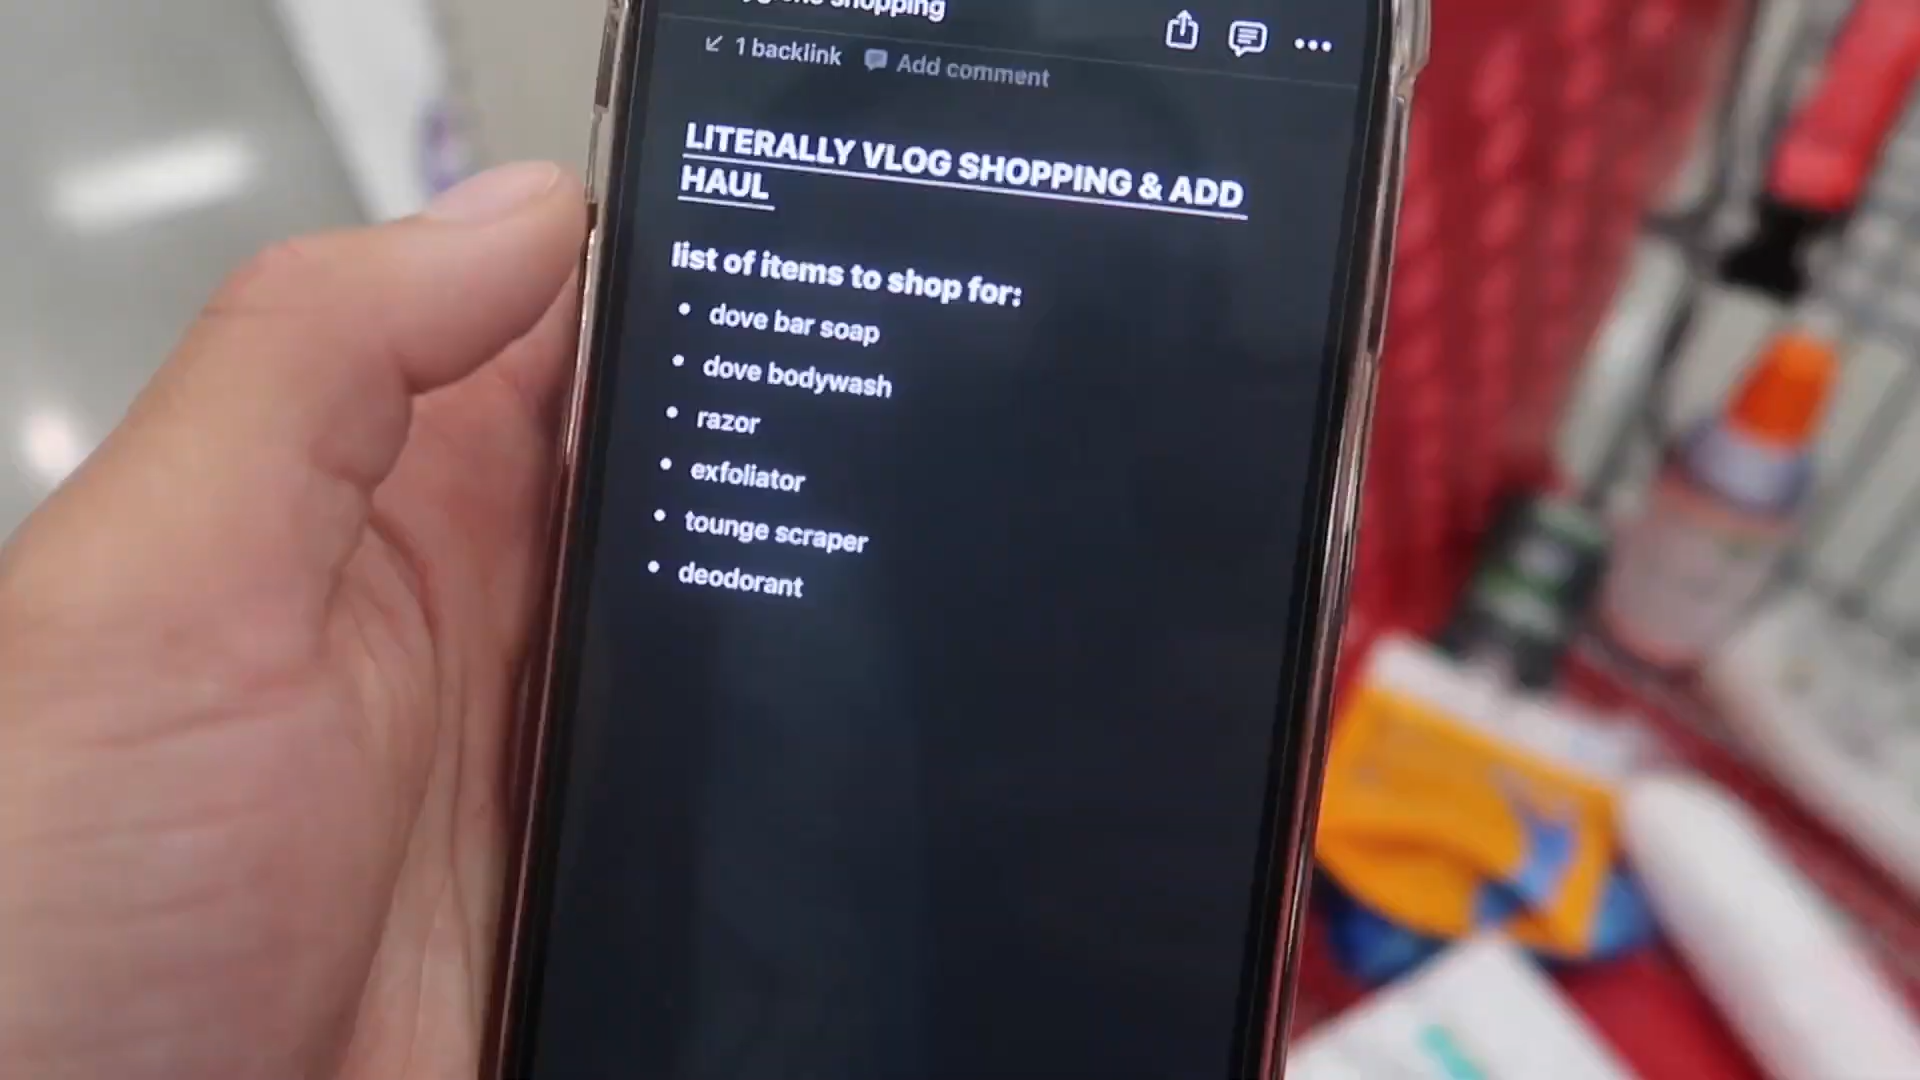 shopping
1 backlink Add comment
LITERALLY VLOG SHOPPING & ADD
HAUL
list of items to shop for:
• dove bar soap
• dove bodywash
• razor
• exfoliator
• tounge scraper
• deodorant